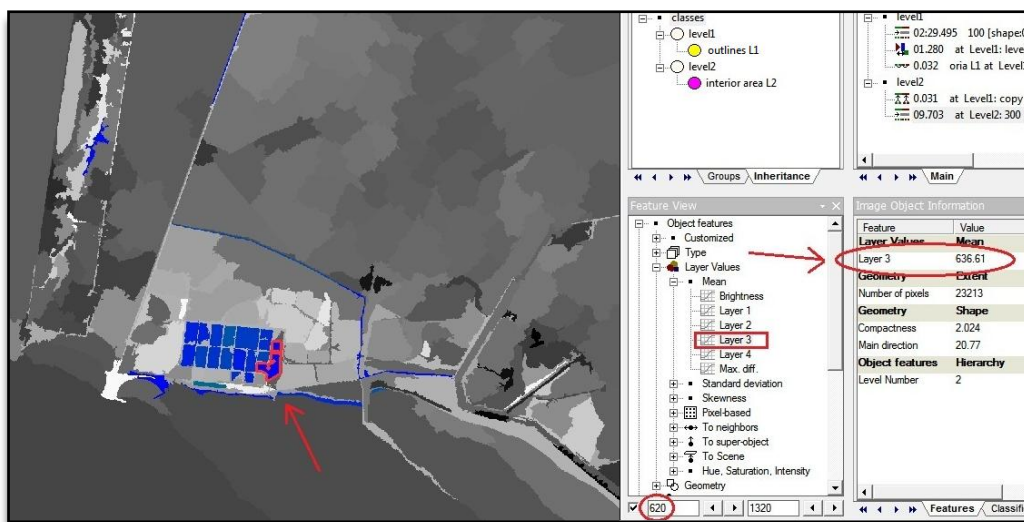 classes
level1
outlines L1
level2
interior area L2
Groups
Inheritance
level1
02:29.495 100 [shape:
01.280 at Level1: leve
0.032 oria L1 at Level
level2
0.031 at Level1: copy
09.703 at Level2: 300
Main
Feature View
Object features
Customized
Type
Layer Values
Mean
Brightness
Layer 1
Layer 2
Layer 3
Layer 4
Max. diff.
Standard deviation
Skewness
Pixel-based
To neighbors
To super-object
To Scene
Hue, Saturation, Intensity
Geometry
620
1320
Image Object Information
Feature Value
Layer Values Mean
Layer 3 636.61
Geometry Extent
Number of pixels 23213
Geometry Shape
Compactness 2.024
Main direction 20.77
Object features Hierarchy
Level Number 2
Features
Classifi